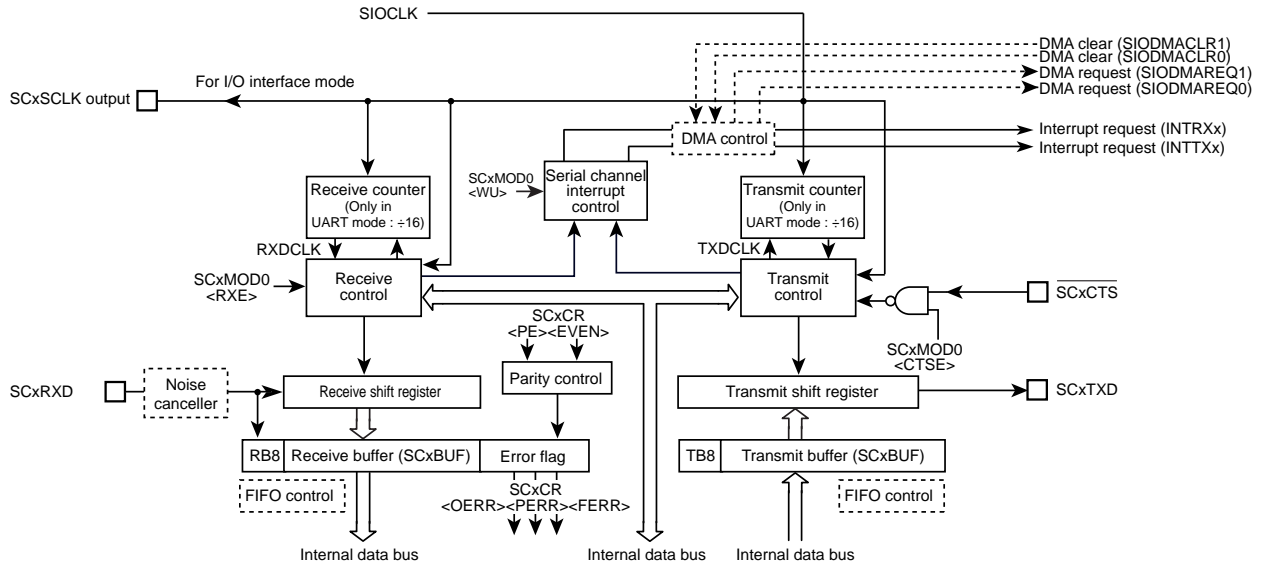 SIOCLK
DMA clear (SIODMACLR1)
DMA clear (SIODMACLR0)
DMA request (SIODMAREQ1)
DMA request (SIODMAREQ0)
For I/O interface mode
SCxSCLK output
DMA control
Interrupt request (INTRXx)
Interrupt request (INTTXx)
Receive counter
(Only in
UART mode : ÷16)
SCxMOD0
<WU>
Serial channel
interrupt
control
Transmit counter
(Only in
UART mode : ÷16)
RXDCLK
TXDCLK
SCxMOD0
<RXE>
Receive
control
Transmit
control
SCxCTS
SCxCR
<PE><EVEN>
SCxMOD0
<CTSE>
SCxRXD
Noise
canceller
Receive shift register
Parity control
Transmit shift register
SCxTXD
RB8
Receive buffer (SCxBUF)
Error flag
TB8
Transmit buffer (SCxBUF)
FIFO control
SCxCR
<OERR><PERR><FERR>
FIFO control
Internal data bus
Internal data bus
Internal data bus